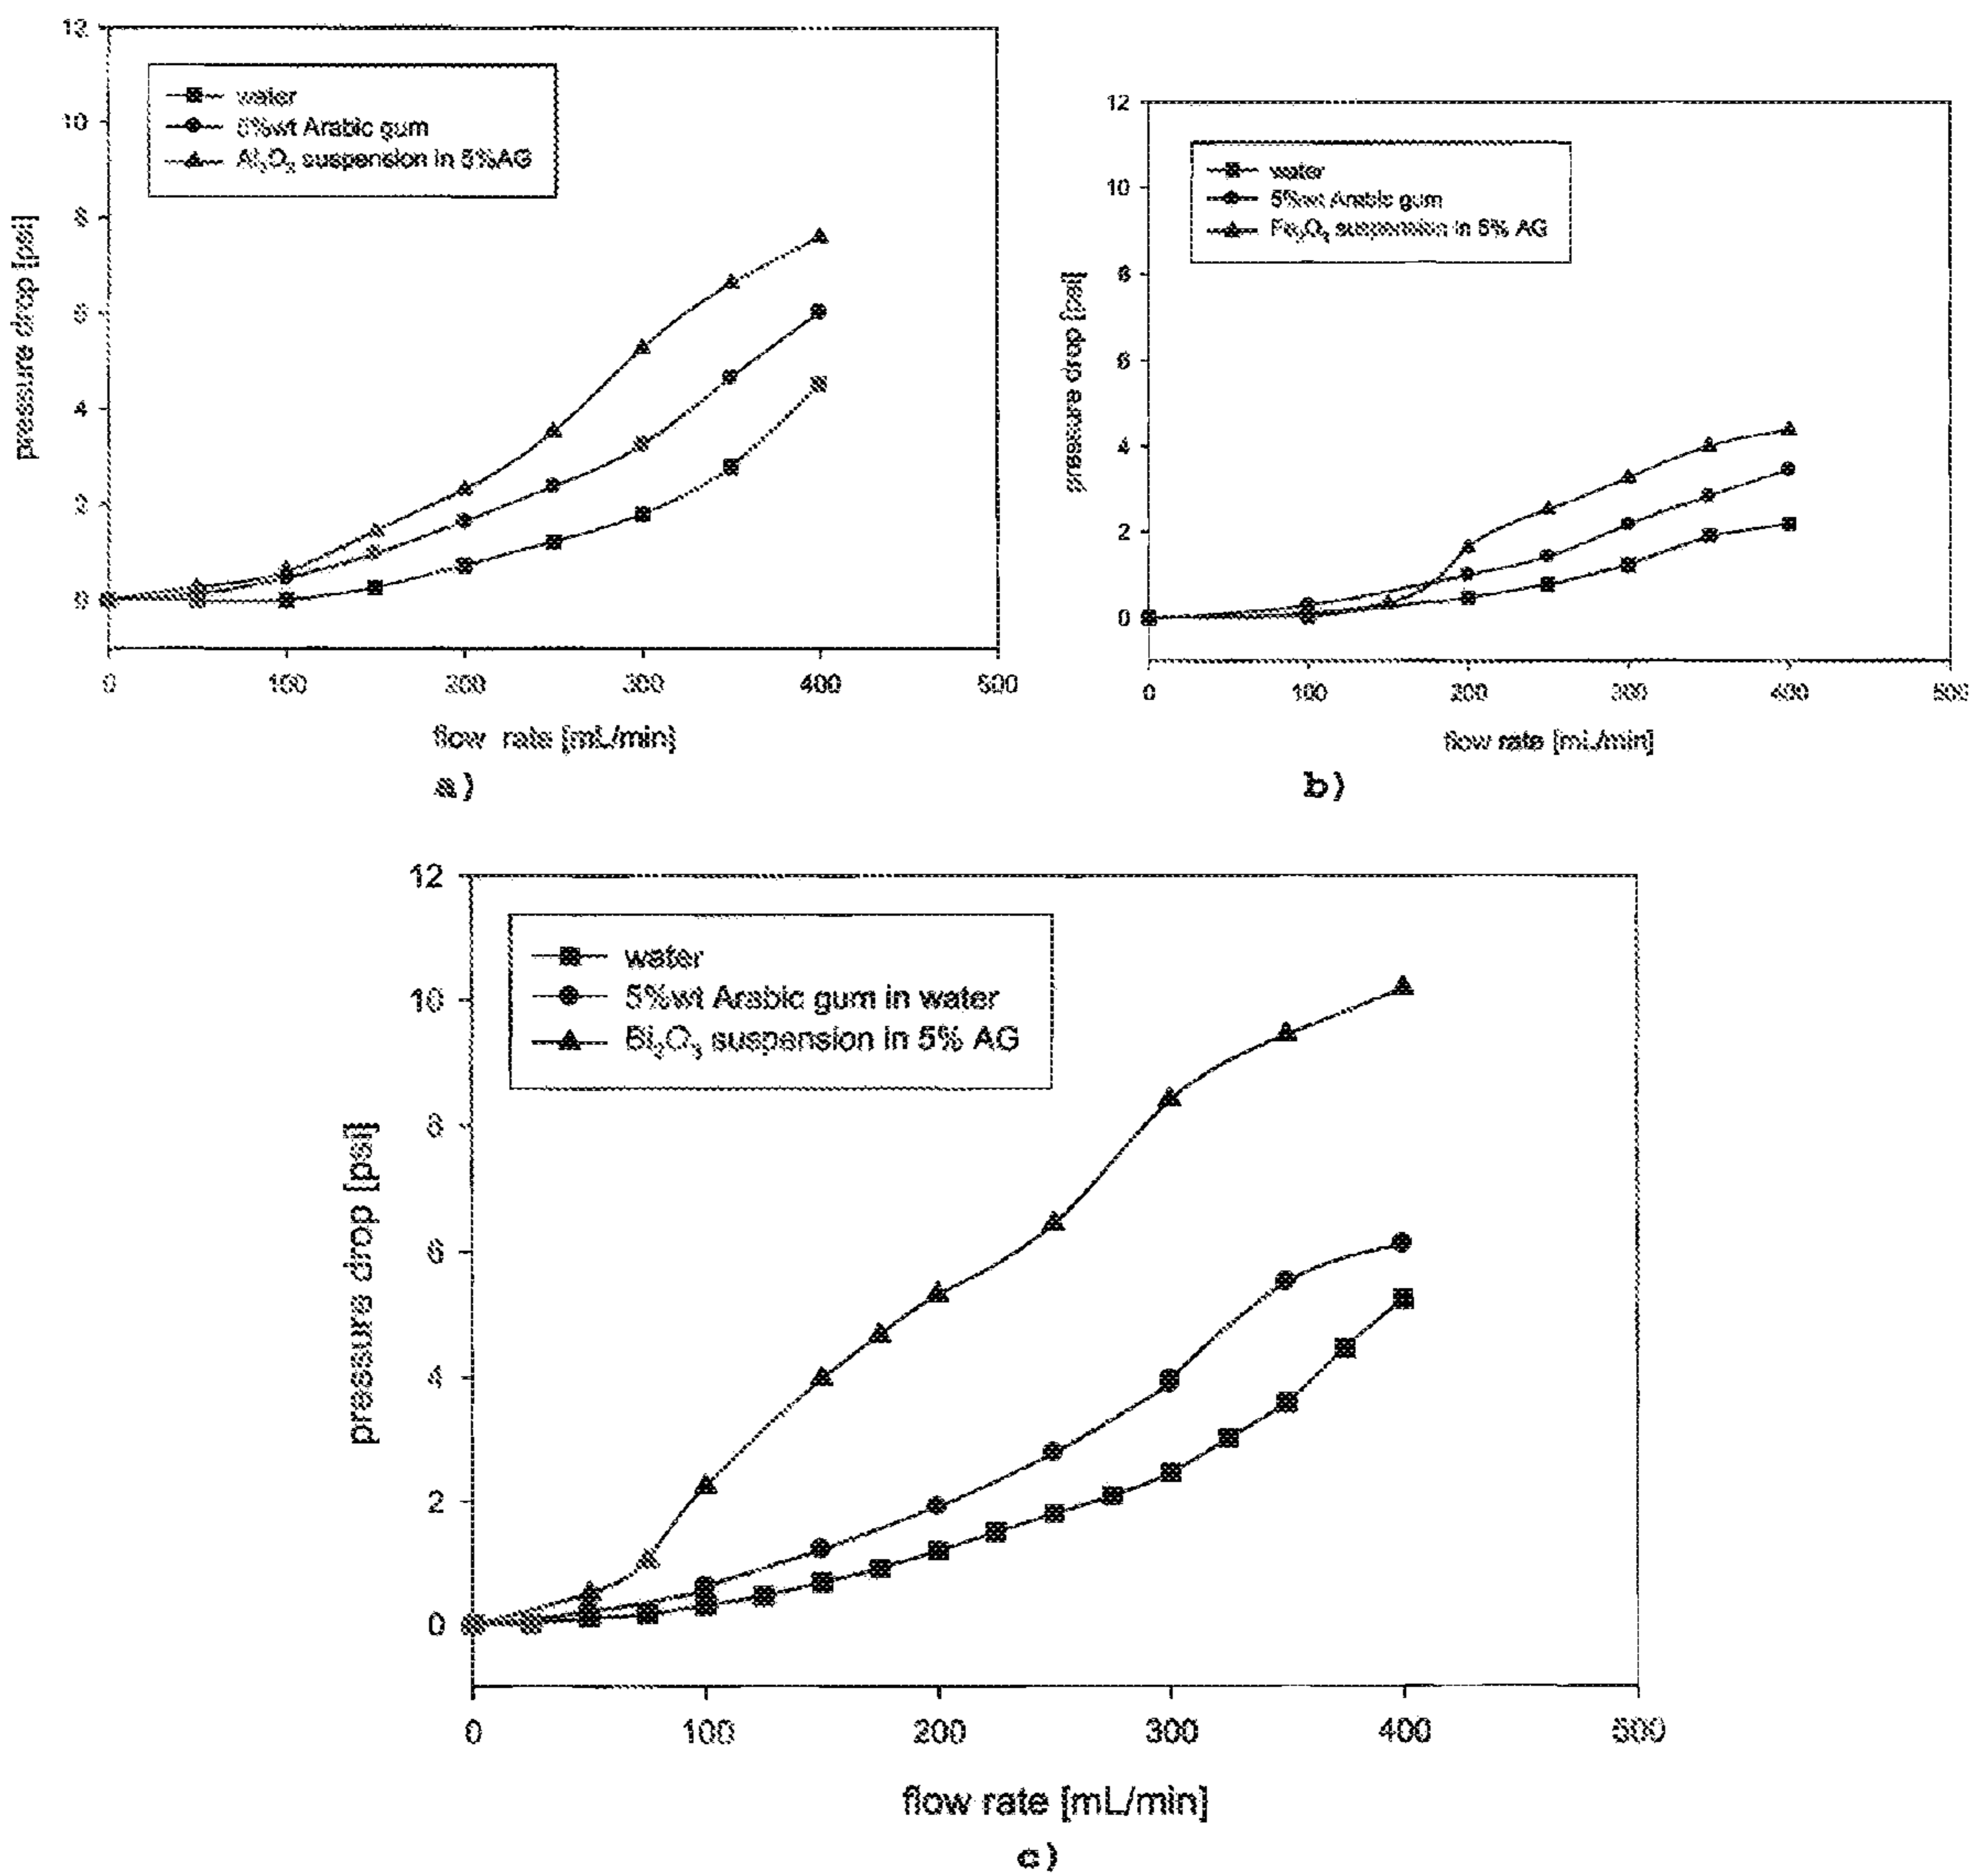 12
10
8
6
4
2
0
pressure drop [psi]
water
5%wt Arabic gum
Al₂O₃ suspension in 5%AG
0 100 200 300 400 500
flow rate [mL/min]
a)
12
10
8
6
4
2
0
pressure drop [psi]
water
5%wt Arabic gum
suspension in 5% AG
0 100 200 300 400 500
flow rate [mL/min]
b)
12
10
8
6
4
2
0
pressure drop [psi]
water
5%wt Arabic gum in water
Bi₂O₃ suspension in 5% AG
0 100 200 300 400 500
flow rate [mL/min]
c)